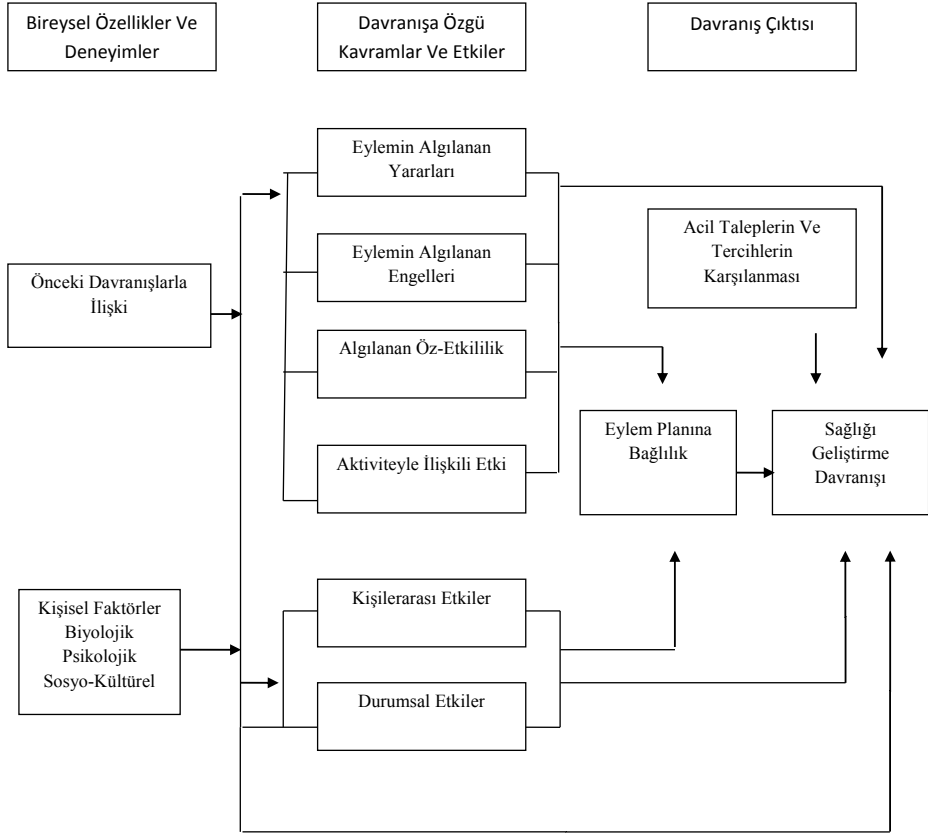 Bireysel Özellikler Ve
Deneyimler
Davranışa Özgü
Kavramlar Ve Etkiler
Davranış Çıktısı
Eylemin Algılanan
Yararları
Acil Taleplerin Ve
Tercihlerin
Karşılanması
Eylemin Algılanan
Engelleri
Önceki Davranışlarla
İlişki
Algılanan Öz-Etkililik
Eylem Planına
Bağlılık
Sağlığı
Geliştirme
Davranışı
Aktiviteyle İlişkili Etki
Kişisel Faktörler
Biyolojik
Psikolojik
Sosyo-Kültürel
Kişilerarası Etkiler
Durumsal Etkiler